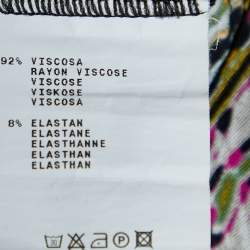 92% VISCOSA
RAYON VISCOSE
VISCOSE
VISKOSE
VISCOSA
8% ELASTAN
ELASTANE
ELASTHANNE
ELASTHAN
ELASTHAN